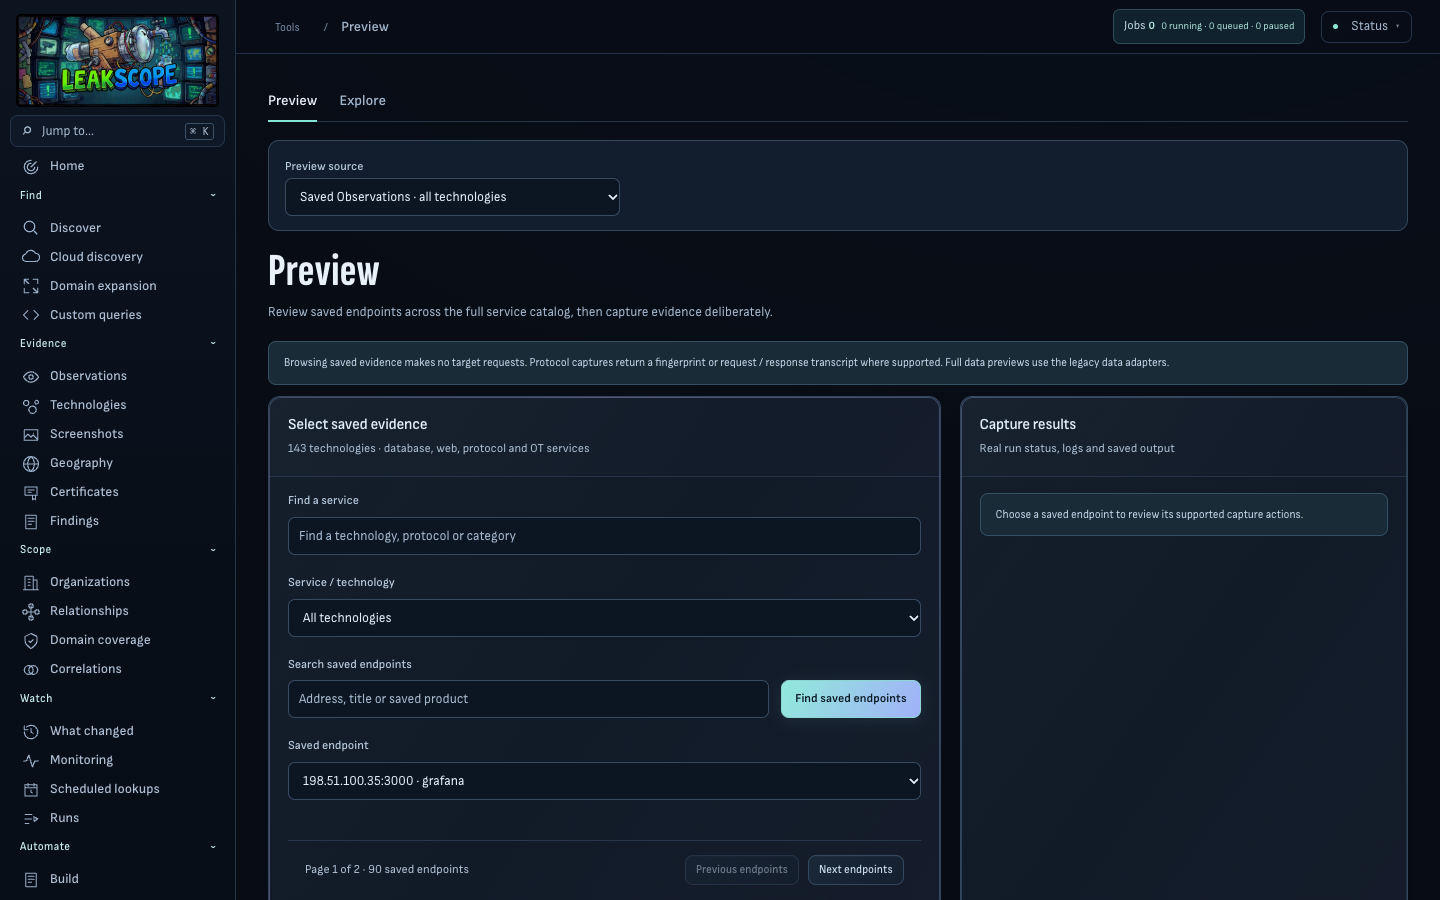 LEAKSCOPE
Jump to...
⌘ K
Home
Find
Discover
Cloud discovery
Domain expansion
Custom queries
Evidence
Observations
Technologies
Screenshots
Geography
Certificates
Findings
Scope
Organizations
Relationships
Domain coverage
Correlations
Watch
What changed
Monitoring
Scheduled lookups
Runs
Automate
Build
Tools / Preview
Jobs 0 0 running · 0 queued · 0 paused
Status
Preview Explore
Preview source
Saved Observations · all technologies
Preview
Review saved endpoints across the full service catalog, then capture evidence deliberately.
Browsing saved evidence makes no target requests. Protocol captures return a fingerprint or request / response transcript where supported. Full data previews use the legacy data adapters.
Select saved evidence
143 technologies · database, web, protocol and OT services
Find a service
Find a technology, protocol or category
Service / technology
All technologies
Search saved endpoints
Address, title or saved product
Find saved endpoints
Saved endpoint
198.51.100.35:3000 · grafana
Page 1 of 2 · 90 saved endpoints
Previous endpoints
Next endpoints
Capture results
Real run status, logs and saved output
Choose a saved endpoint to review its supported capture actions.